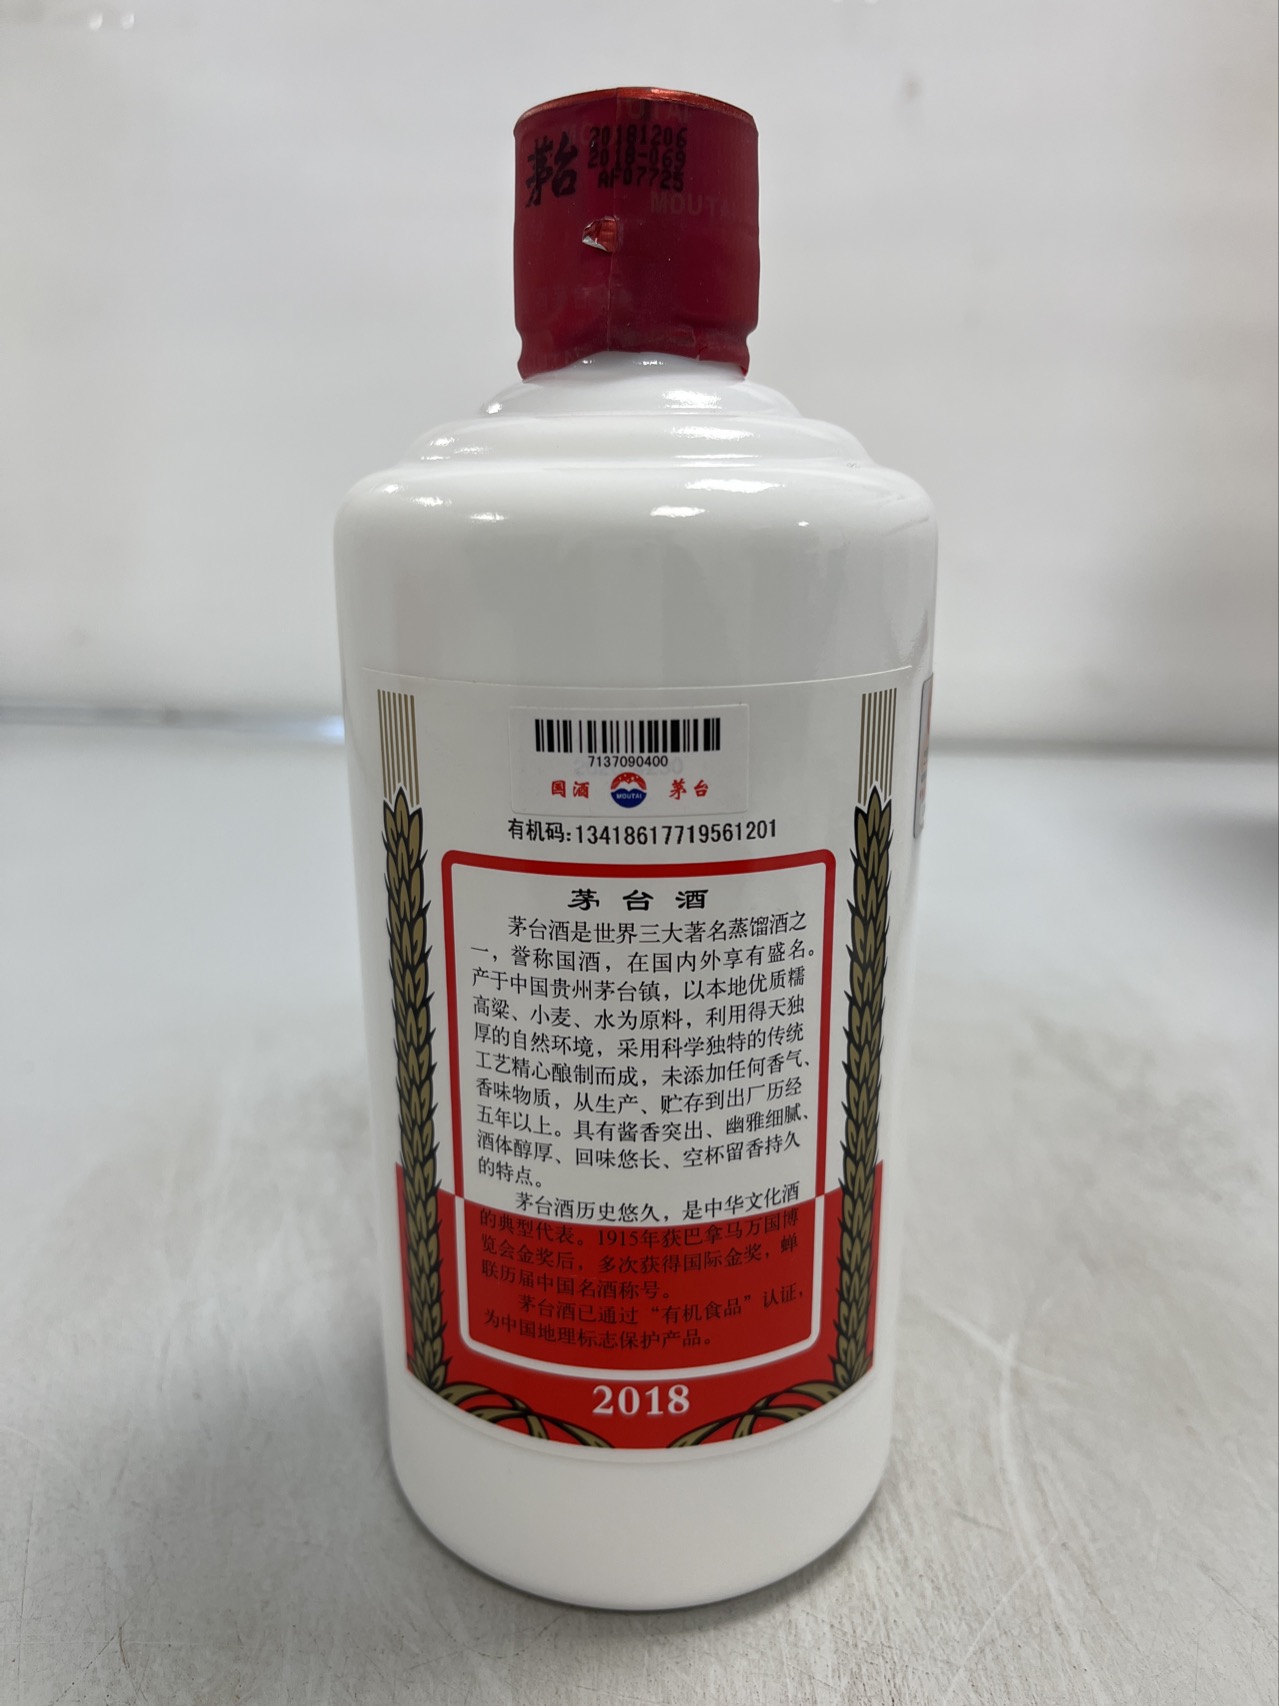 茅台
20181206
2018-069
AF07725
MOUTAI
7137090400
国酒 MOUTAI 茅台
有机码:13418617719561201
茅台酒
茅台酒是世界三大著名蒸馏酒之
一，誉称国酒，在国内外享有盛名。
产于中国贵州茅台镇，以本地优质糯
高粱、小麦、水为原料，利用得天独
厚的自然环境，采用科学独特的传统
工艺精心酿制而成，未添加任何香气、
香味物质，从生产、贮存到出厂历经
五年以上。具有酱香突出、幽雅细腻、
酒体醇厚、回味悠长、空杯留香持久
的特点。
茅台酒历史悠久，是中华文化酒
的典型代表。1915年获巴拿马万国博
览会金奖后，多次获得国际金奖，蝉
联历届中国名酒称号。
茅台酒已通过“有机食品”认证，
为中国地理标志保护产品。
2018